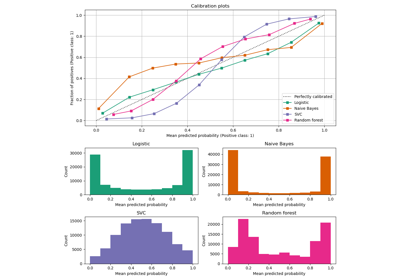 Calibration plots
Fraction of positives (Positive class: 1)
1.0
0.8
0.6
0.4
0.2
0.0
Perfectly calibrated
Logistic
Naive Bayes
SVC
Random forest
0.0 0.2 0.4 0.6 0.8 1.0
Mean predicted probability (Positive class: 1)
Logistic
Count
30000
20000
10000
0
0.0 0.2 0.4 0.6 0.8 1.0
Mean predicted probability
Naive Bayes
Count
40000
30000
20000
10000
0
0.0 0.2 0.4 0.6 0.8 1.0
Mean predicted probability
SVC
Count
15000
10000
5000
0
0.0 0.2 0.4 0.6 0.8 1.0
Mean predicted probability
Random forest
Count
20000
15000
10000
5000
0
0.0 0.2 0.4 0.6 0.8 1.0
Mean predicted probability